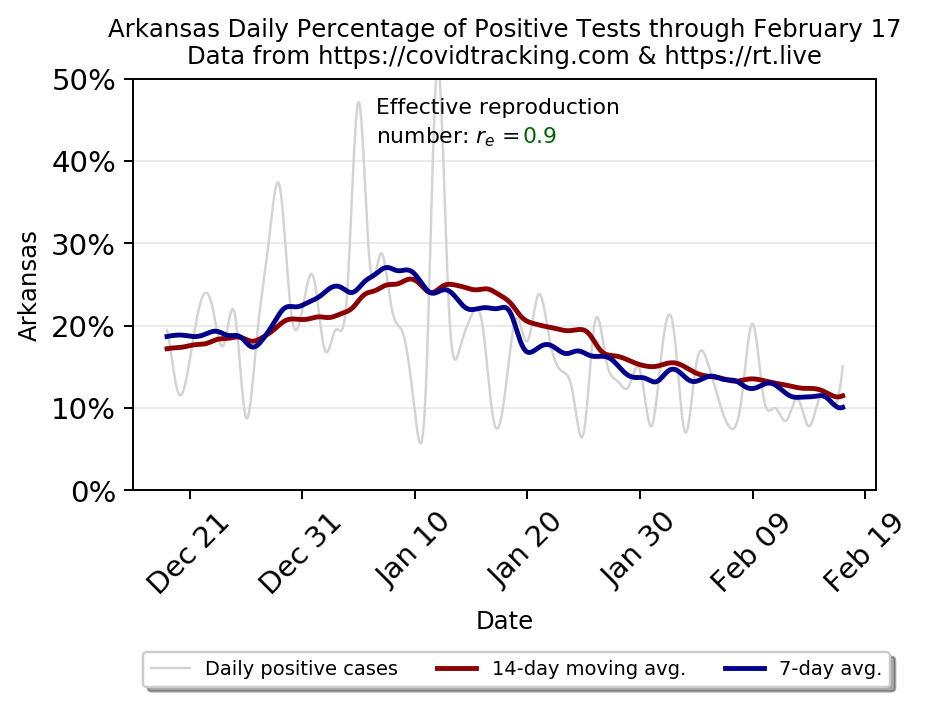 Arkansas Daily Percentage of Positive Tests through February 17
Data from https://covidtracking.com & https://rt.live
50%
40%
30%
20%
10%
0%
Arkansas
Effective reproduction
number: rₑ =0.9
Dec 21
Dec 31
Jan 10
Jan 20
Jan 30
Feb 09
Feb 19
Date
Daily positive cases
14-day moving avg.
7-day avg.